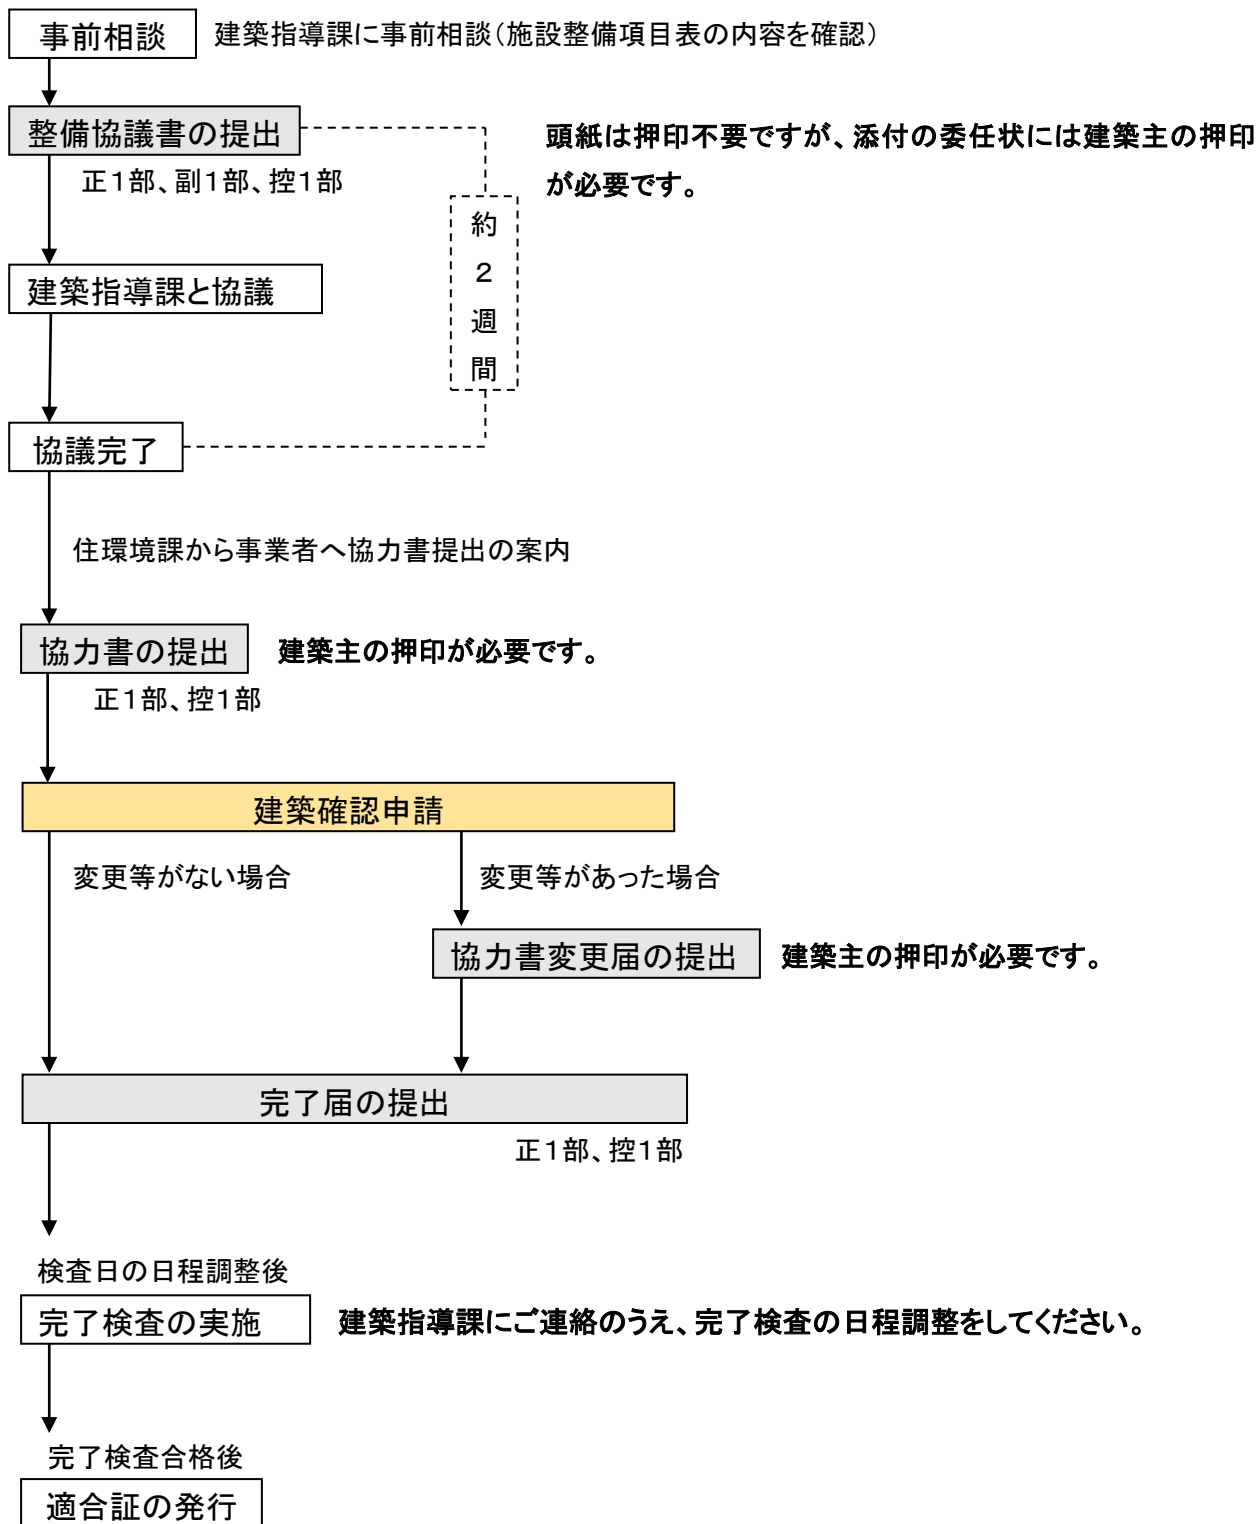 事前相談
建築指導課に事前相談（施設整備項目表の内容を確認）
整備協議書の提出
頭紙は押印不要ですが、添付の委任状には建築主の押印
が必要です。
正１部、副１部、控１部
約
２
週
間
建築指導課と協議
協議完了
住環境課から事業者へ協力書提出の案内
協力書の提出
建築主の押印が必要です。
正１部、控１部
建築確認申請
変更等がない場合
変更等があった場合
協力書変更届の提出
建築主の押印が必要です。
完了届の提出
正１部、控１部
検査日の日程調整後
完了検査の実施
建築指導課にご連絡のうえ、完了検査の日程調整をしてください。
完了検査合格後
適合証の発行